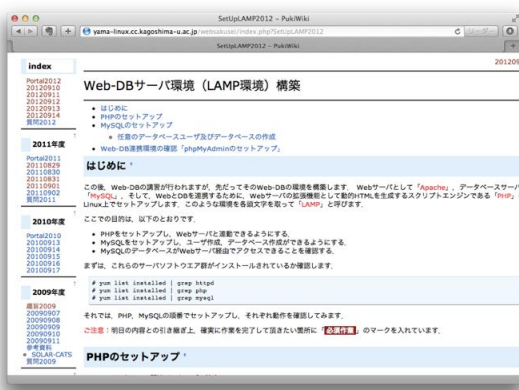 SetUpLAMP2012 - PukiWiki
yama-linux.cc.kagoshima-u.ac.jp/websakusei/index.php?SetUpLAMP2012
リーダー
SetUpLAMP2012 - PukiWiki
index
Portal2012
20120910
20120911
20120912
20120913
20120914
質問2012
2011年度
Portal2011
20110829
20110830
20110831
20110901
20110902
質問2011
2010年度
Portal2010
20100913
20100914
20100915
20100916
20100917
2009年度
趣旨2009
20090907
20090908
20090909
20090910
20090911
参考資料
SOLAR-CATS
質問2009
201209
Web-DBサーバ環境（LAMP環境）構築
はじめに
PHPのセットアップ
MySQLのセットアップ
任意のデータベースユーザ及びデータベースの作成
Web-DB連携環境の確認「phpMyAdminのセットアップ」
はじめに †
この後，Web-DBの講習が行われますが，先だってそのWeb-DBの環境を構築します． Webサーバとして「Apache」，データベースサーバ
「MySQL」，そして，WebとDBを連携するために，Webサーバの拡張機能として動的HTMLを生成するスクリプトエンジンである「PHP」
Linux上でセットアップします．このような環境を各頭文字を取って「LAMP」と呼びます．
ここでの目的は，以下のとおりです．
PHPをセットアップし，Webサーバと連動できるようにする．
MySQLをセットアップし，ユーザ作成，データベース作成ができるようにする．
MySQLのデータベースがWebサーバ経由でアクセスできることを確認する．
まずは，これらのサーバソフトウエア群がインストールされているか確認します．
# yum list installed | grep httpd
# yum list installed | grep php
# yum list installed | grep mysql
それでは，PHP，MySQLの順番でセットアップし，それぞれ動作を確認してみます．
ご注意：明日の内容との引き継ぎ上，確実に作業を完了して頂きたい箇所に「必須作業」のマークを入れています．
PHPのセットアップ †